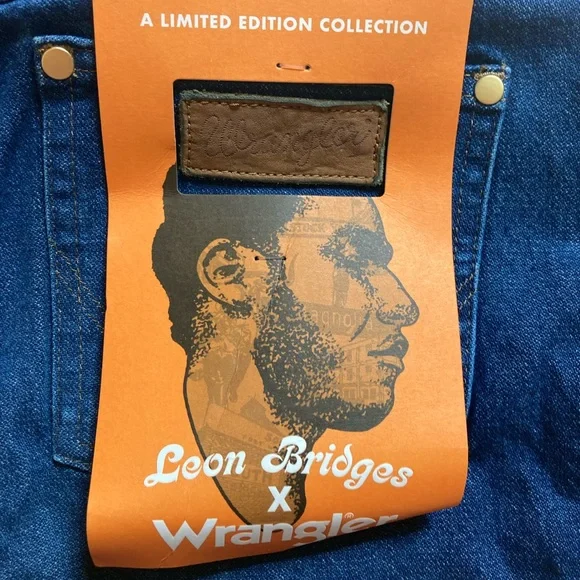 A LIMITED EDITION COLLECTION
Wrangler
Leon Bridges
X
Wrangler®